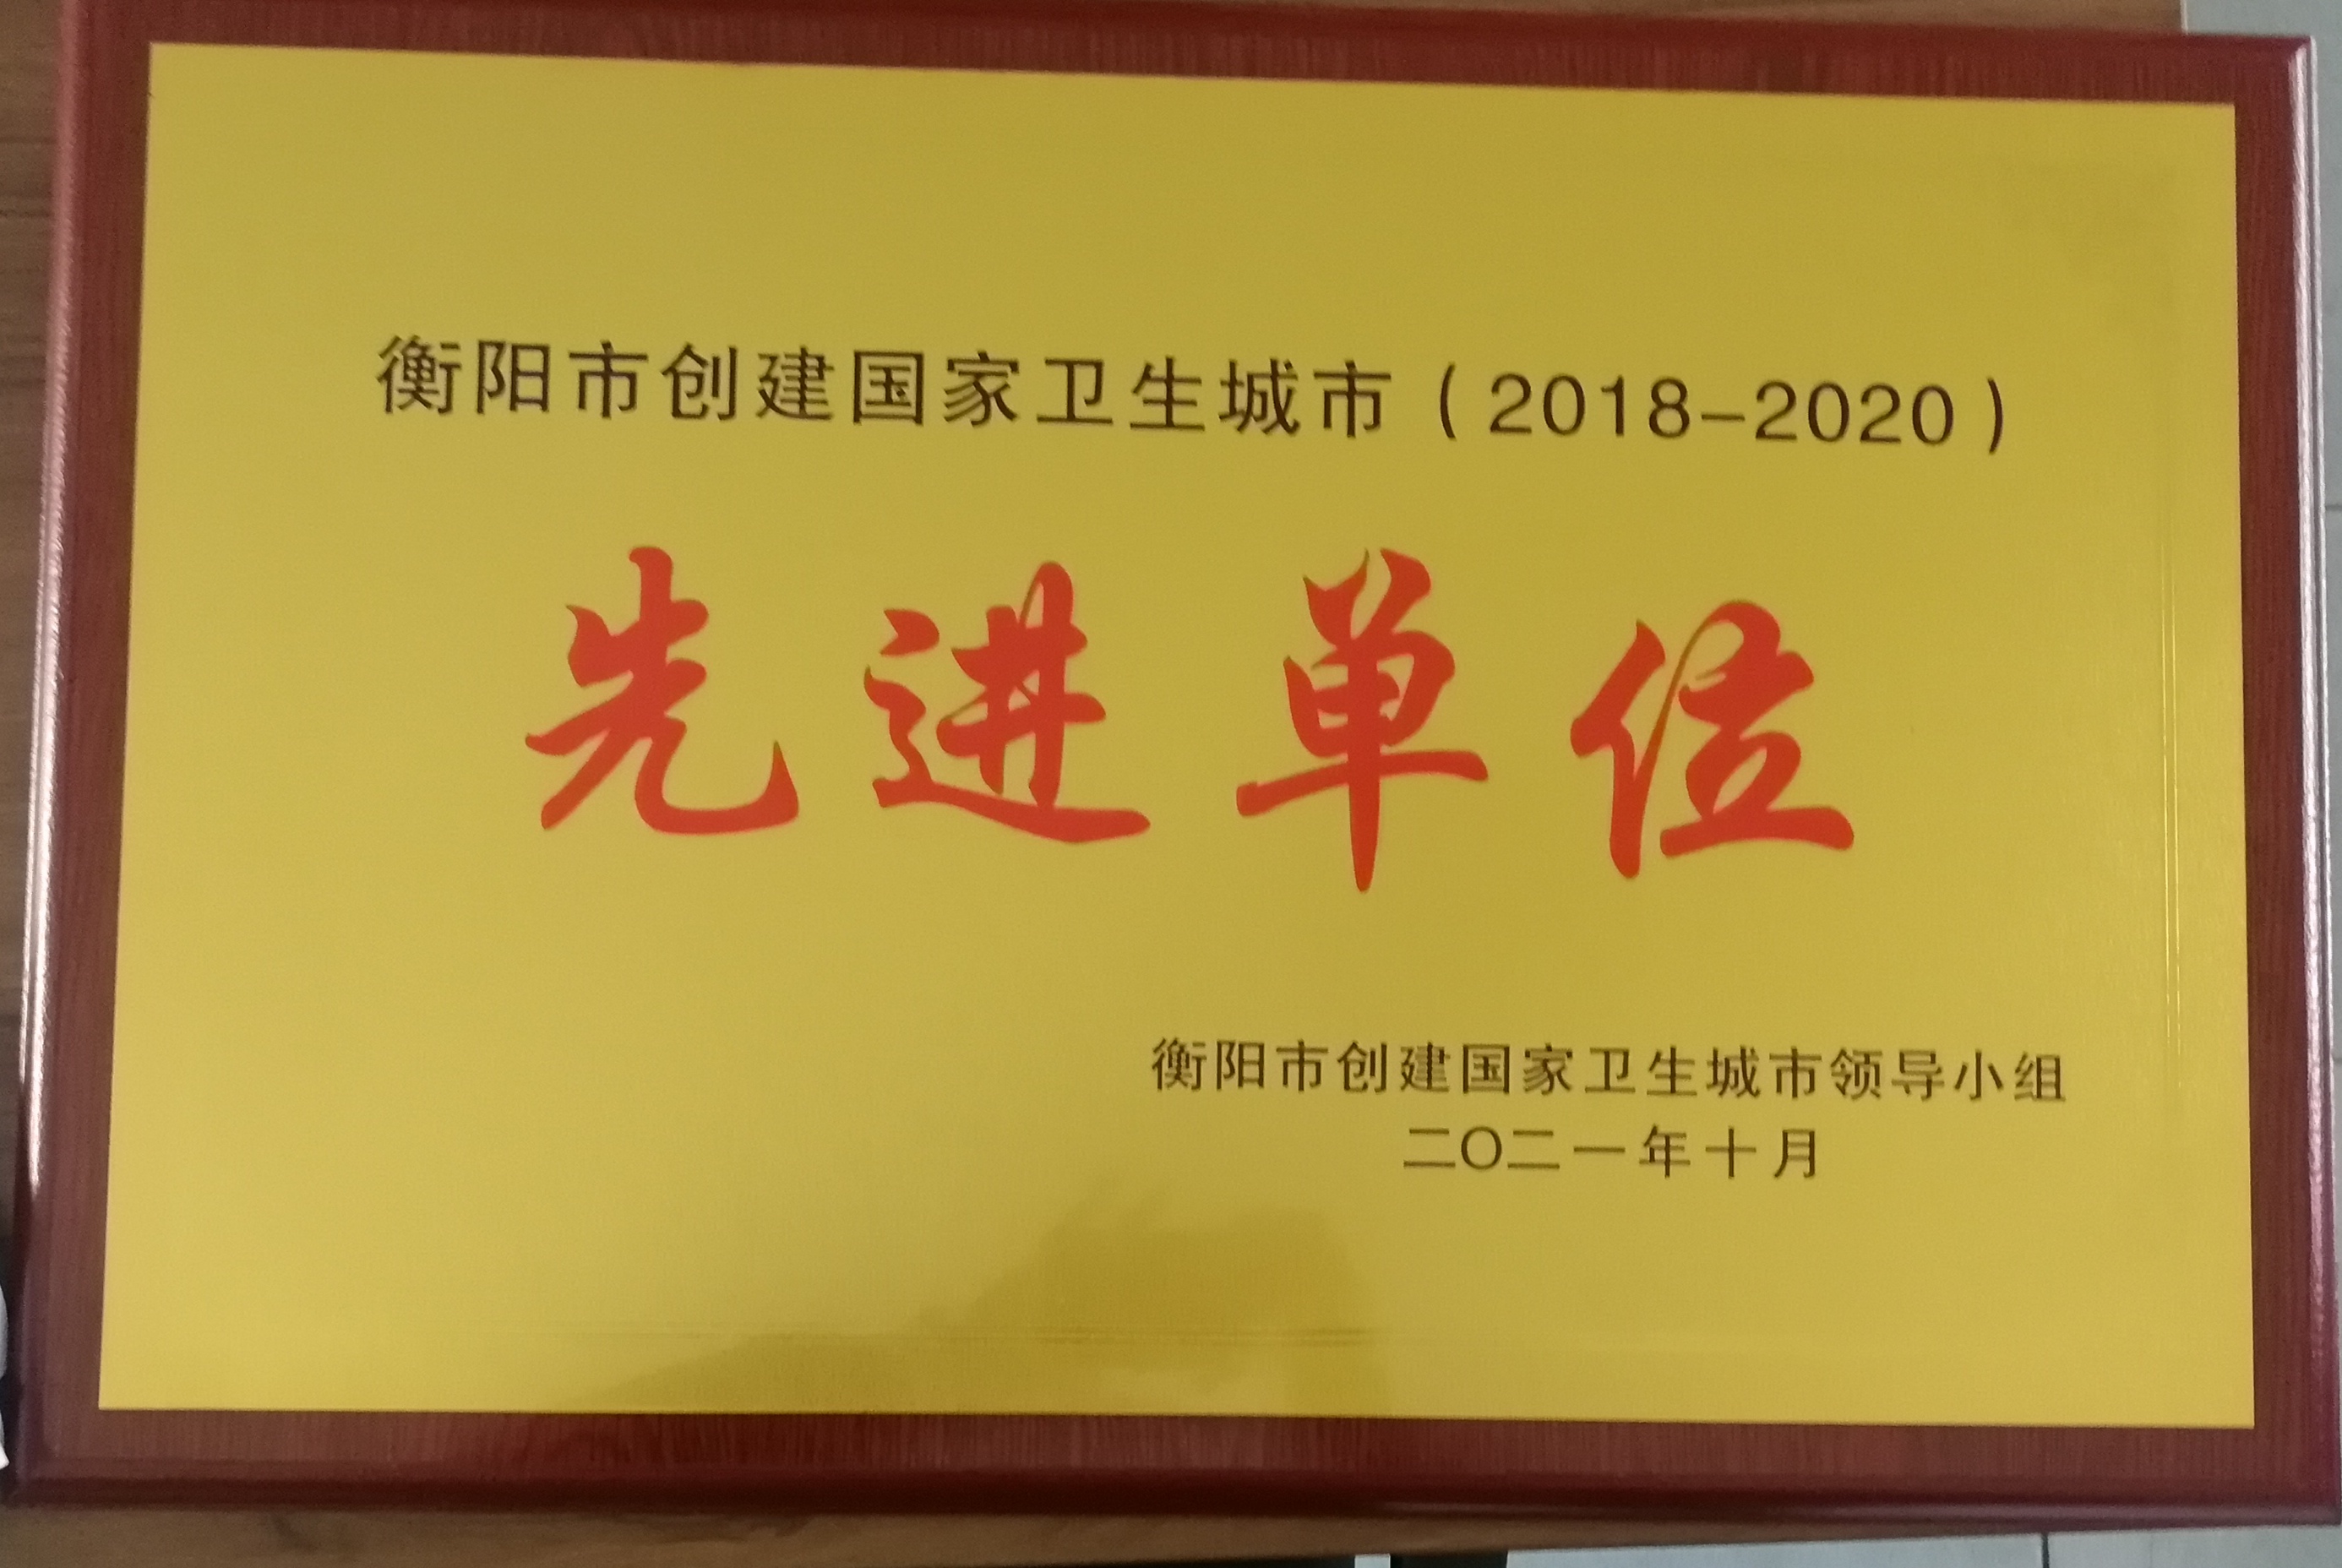 衡阳市创建国家卫生城市（2018-2020）
先进单位
衡阳市创建国家卫生城市领导小组
二〇二一年十月